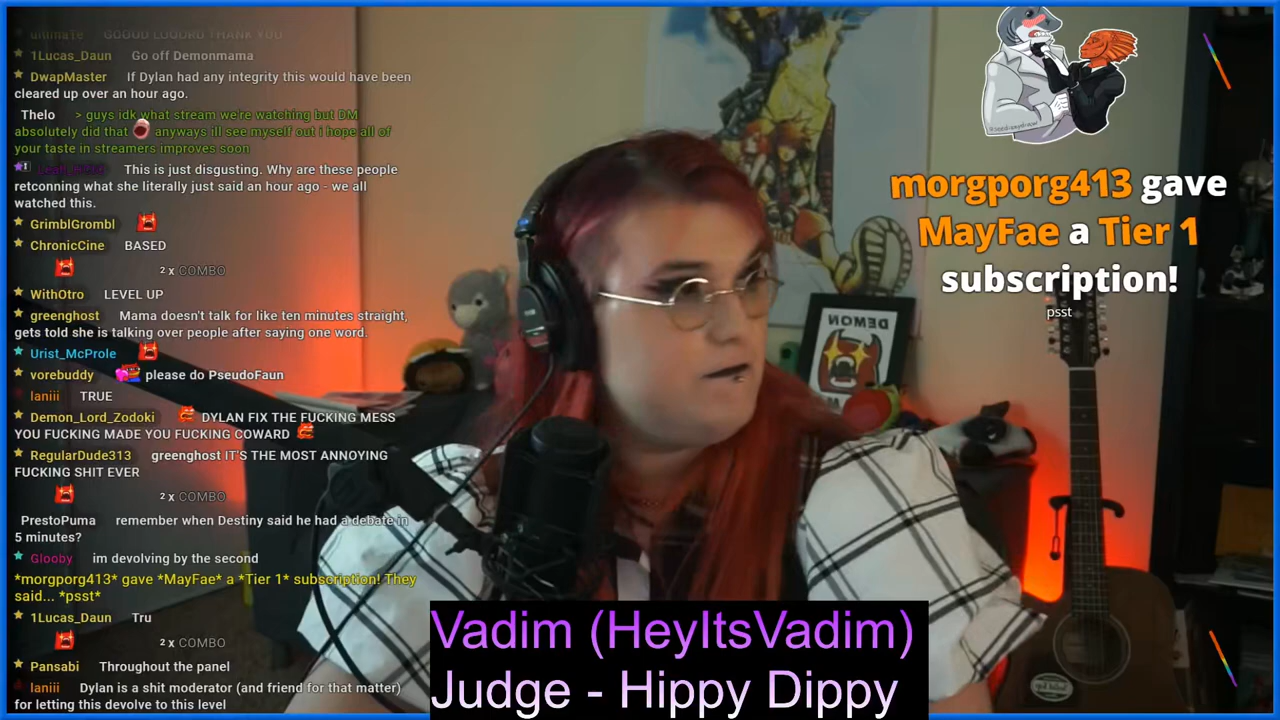 ultimate GOOOD LOOORD THANK YOU
1Lucas_Daun Go off Demonmama
DwapMaster If Dylan had any integrity this would have been
cleared up over an hour ago.
Thelo > guys idk what stream we're watching but DM
absolutely did that anyways ill see myself out i hope all of
your taste in streamers improves soon
This is just disgusting. Why are these people
retconning what she literally just said an hour ago - we all
watched this.
GrimblGrombl
ChronicCine BASED
2 x COMBO
WithOtro LEVEL UP
greenghost Mama doesn't talk for like ten minutes straight,
gets told she is talking over people after saying one word.
Urist_McProle
vorebuddy please do PseudoFaun
laniii TRUE
Demon_Lord_Zodoki DYLAN FIX THE FUCKING MESS
YOU FUCKING MADE YOU FUCKING COWARD
RegularDude313 greenghost IT'S THE MOST ANNOYING
FUCKING SHIT EVER
2 x COMBO
PrestoPuma remember when Destiny said he had a debate in
5 minutes?
Glooby im devolving by the second
*morgporg413* gave *MayFae* a *Tier 1* subscription! They
said... *psst*
1Lucas_Daun Tru
2 x COMBO
Pansabi Throughout the panel
laniii Dylan is a shit moderator (and friend for that matter)
for letting this devolve to this level
morgporg413 gave
MayFae a Tier 1
subscription!
psst
DEMON
Vadim (HeyItsVadim)
Judge - Hippy Dippy